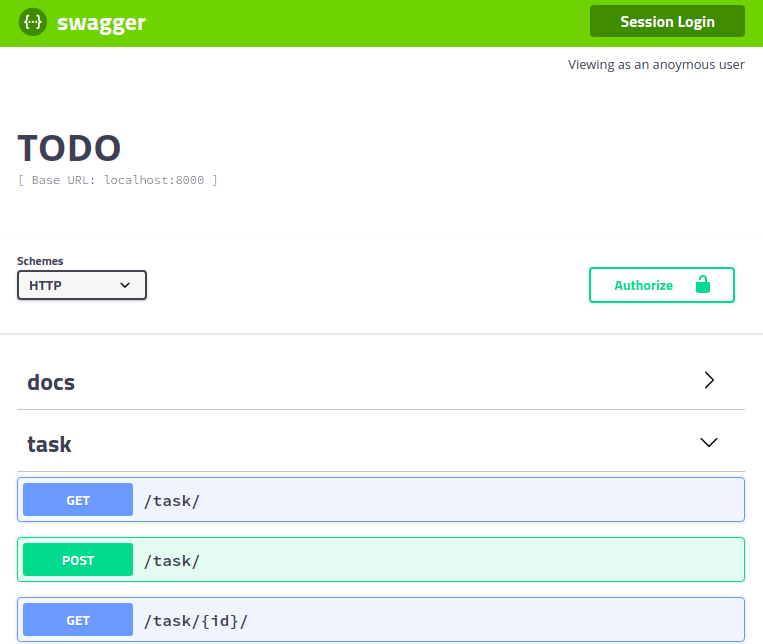 {··} swagger
Session Login
Viewing as an anoymous user
TODO
[ Base URL: localhost:8000 ]
Schemes
HTTP
Authorize
docs
task
GET /task/
POST /task/
GET /task/{id}/